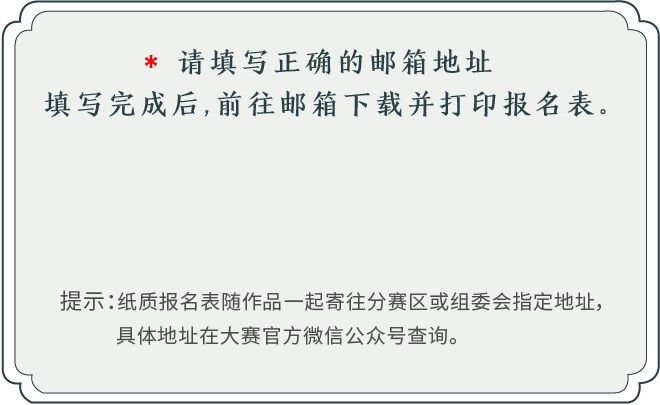 * 请填写正确的邮箱地址
填写完成后,前往邮箱下载并打印报名表。
提示:纸质报名表随作品一起寄往分赛区或组委会指定地址，
具体地址在大赛官方微信公众号查询。